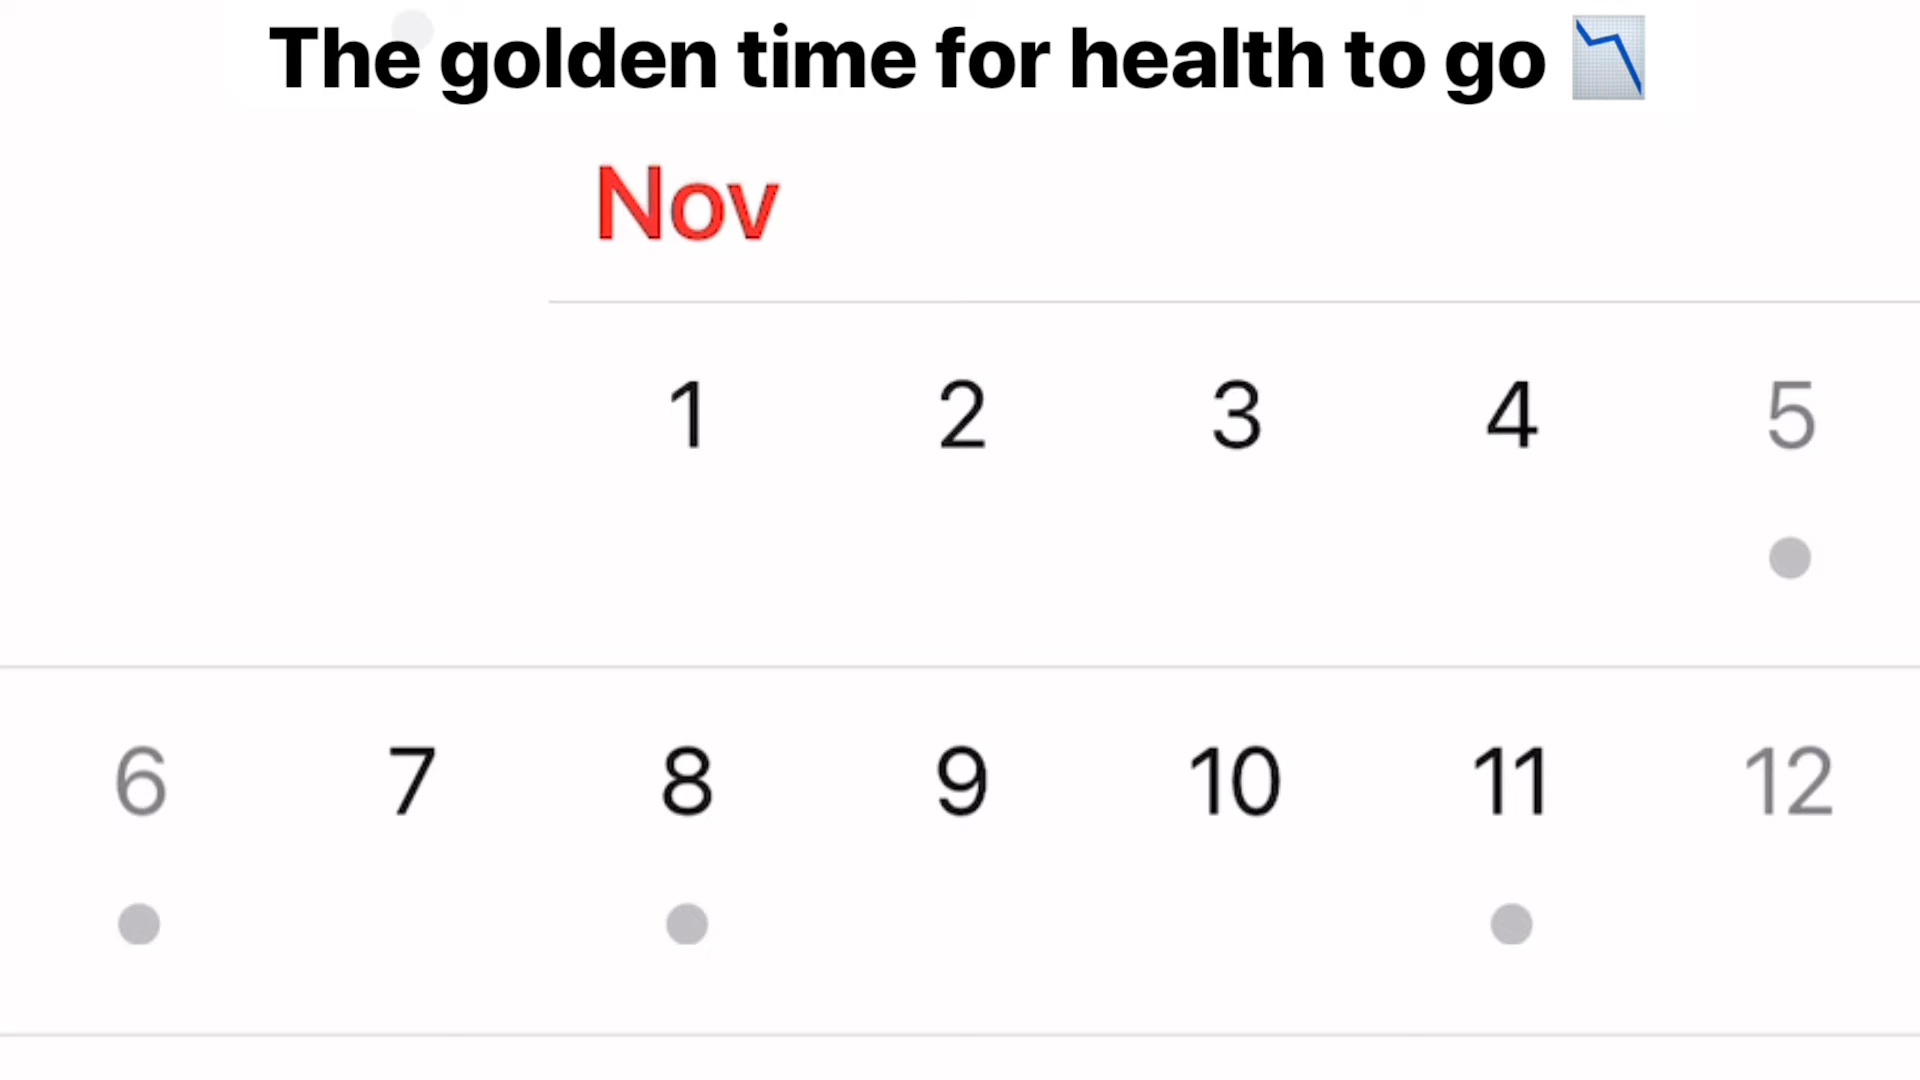 The golden time for health to go 📉
Nov
1 2 3 4 5
6 7 8 9 10 11 12